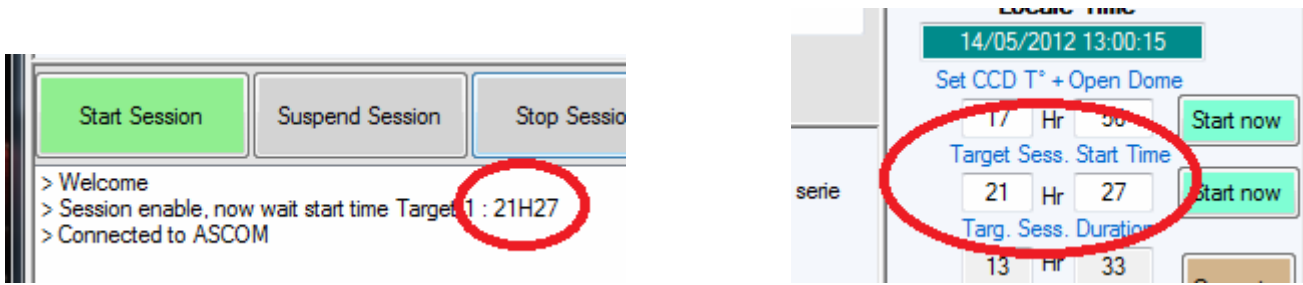 Start Session
Suspend Session
Stop Sessio
> Welcome
> Session enable, now wait start time Target 1 : 21H27
> Connected to ASCOM
Locale Time
14/05/2012 13:00:15
Set CCD T° + Open Dome
17 Hr
Start now
Target Sess. Start Time
serie
21 Hr 27
Start now
Targ. Sess. Duration
13 Hr 33